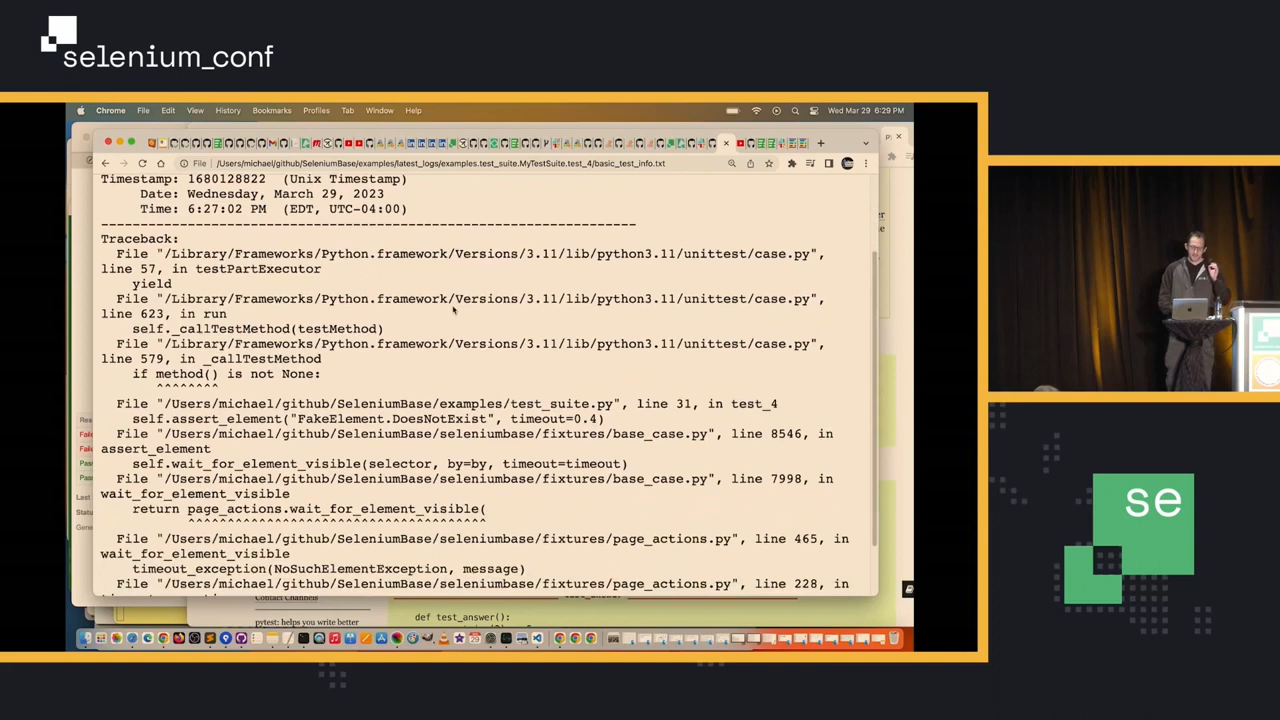 selenium_conf
Chrome File Edit View History Bookmarks Profiles Tab Window Help
Wed Mar 29 6:29 PM
File /Users/michael/github/SeleniumBase/examples/latest_logs/examples.test_suite.MyTestSuite.test_4/basic_test_info.txt
Timestamp: 1680128822 (Unix Timestamp)
Date: Wednesday, March 29, 2023
Time: 6:27:02 PM (EDT, UTC-04:00)
--------------------------------------------------------------------
Traceback:
File "/Library/Frameworks/Python.framework/Versions/3.11/lib/python3.11/unittest/case.py",
line 57, in testPartExecutor
yield
File "/Library/Frameworks/Python.framework/Versions/3.11/lib/python3.11/unittest/case.py",
line 623, in run
self._callTestMethod(testMethod)
File "/Library/Frameworks/Python.framework/Versions/3.11/lib/python3.11/unittest/case.py",
line 579, in _callTestMethod
if method() is not None:
^^^^^^^^
File "/Users/michael/github/SeleniumBase/examples/test_suite.py", line 31, in test_4
self.assert_element("FakeElement.DoesNotExist", timeout=0.4)
File "/Users/michael/github/SeleniumBase/seleniumbase/fixtures/base_case.py", line 8546, in
assert_element
self.wait_for_element_visible(selector, by=by, timeout=timeout)
File "/Users/michael/github/SeleniumBase/seleniumbase/fixtures/base_case.py", line 7998, in
wait_for_element_visible
return page_actions.wait_for_element_visible(
^^^^^^^^^^^^^^^^^^^^^^^^^^^^^^^^^^^^^^
File "/Users/michael/github/SeleniumBase/seleniumbase/fixtures/page_actions.py", line 465, in
wait_for_element_visible
timeout_exception(NoSuchElementException, message)
File "/Users/michael/github/SeleniumBase/seleniumbase/fixtures/page_actions.py", line 228, in
Contact Channels
pytest: helps you write better
def test_answer():
se